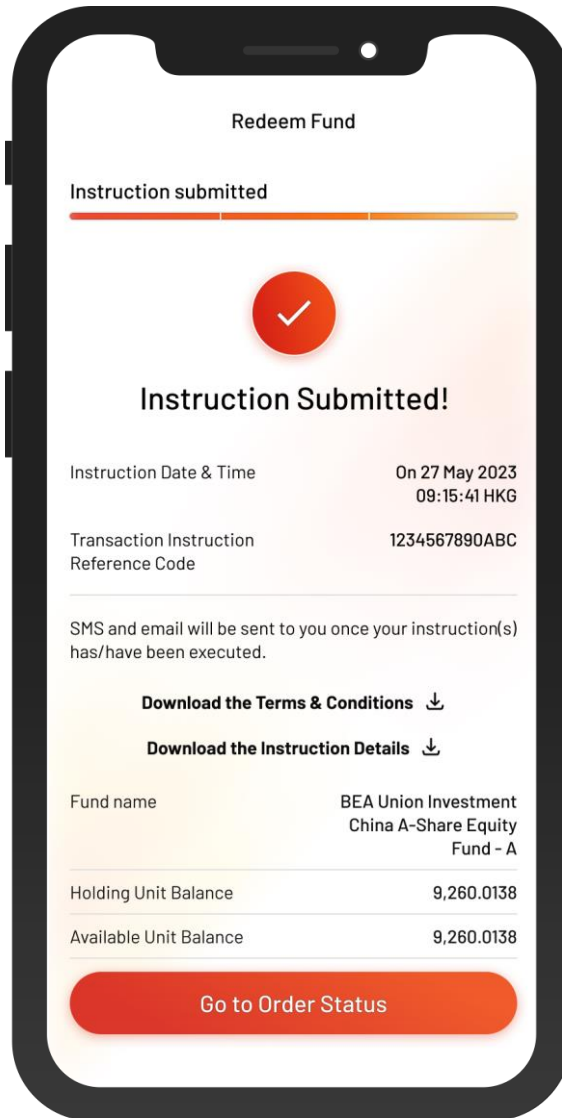 Redeem Fund
Instruction submitted
Instruction Submitted!
Instruction Date & Time
On 27 May 2023
09:15:41 HKG
Transaction Instruction
Reference Code
1234567890ABC
SMS and email will be sent to you once your instruction(s)
has/have been executed.
Download the Terms & Conditions
Download the Instruction Details
Fund name
BEA Union Investment
China A-Share Equity
Fund - A
Holding Unit Balance
9,260.0138
Available Unit Balance
9,260.0138
Go to Order Status